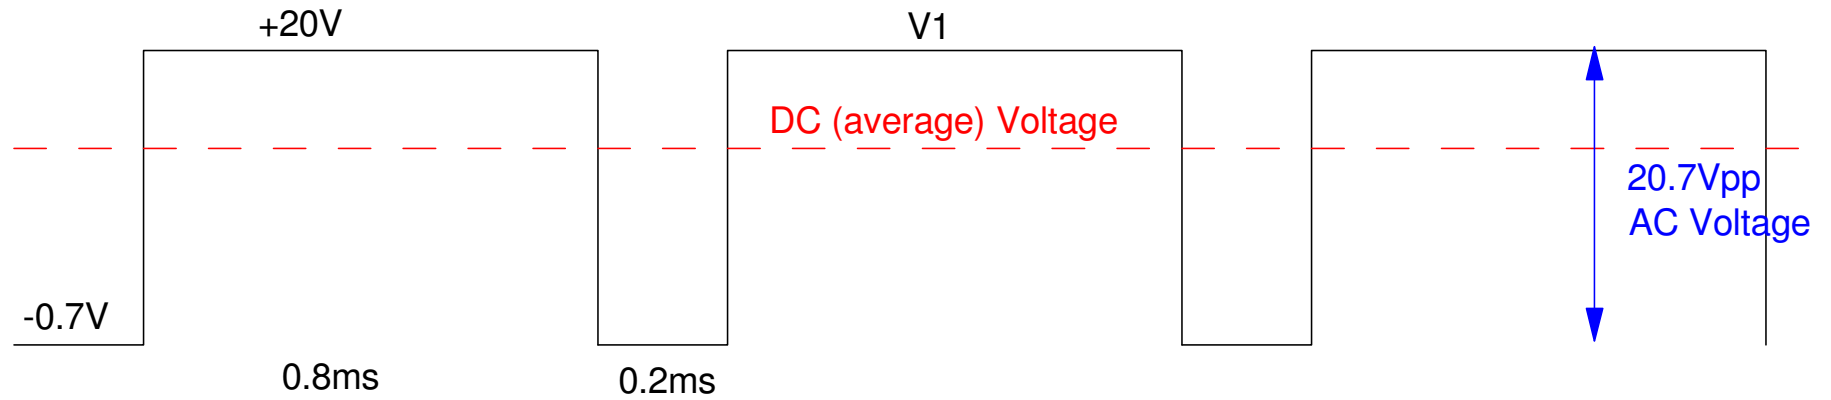 +20V
V1
DC (average) Voltage
20.7Vpp
AC Voltage
-0.7V
0.8ms
0.2ms